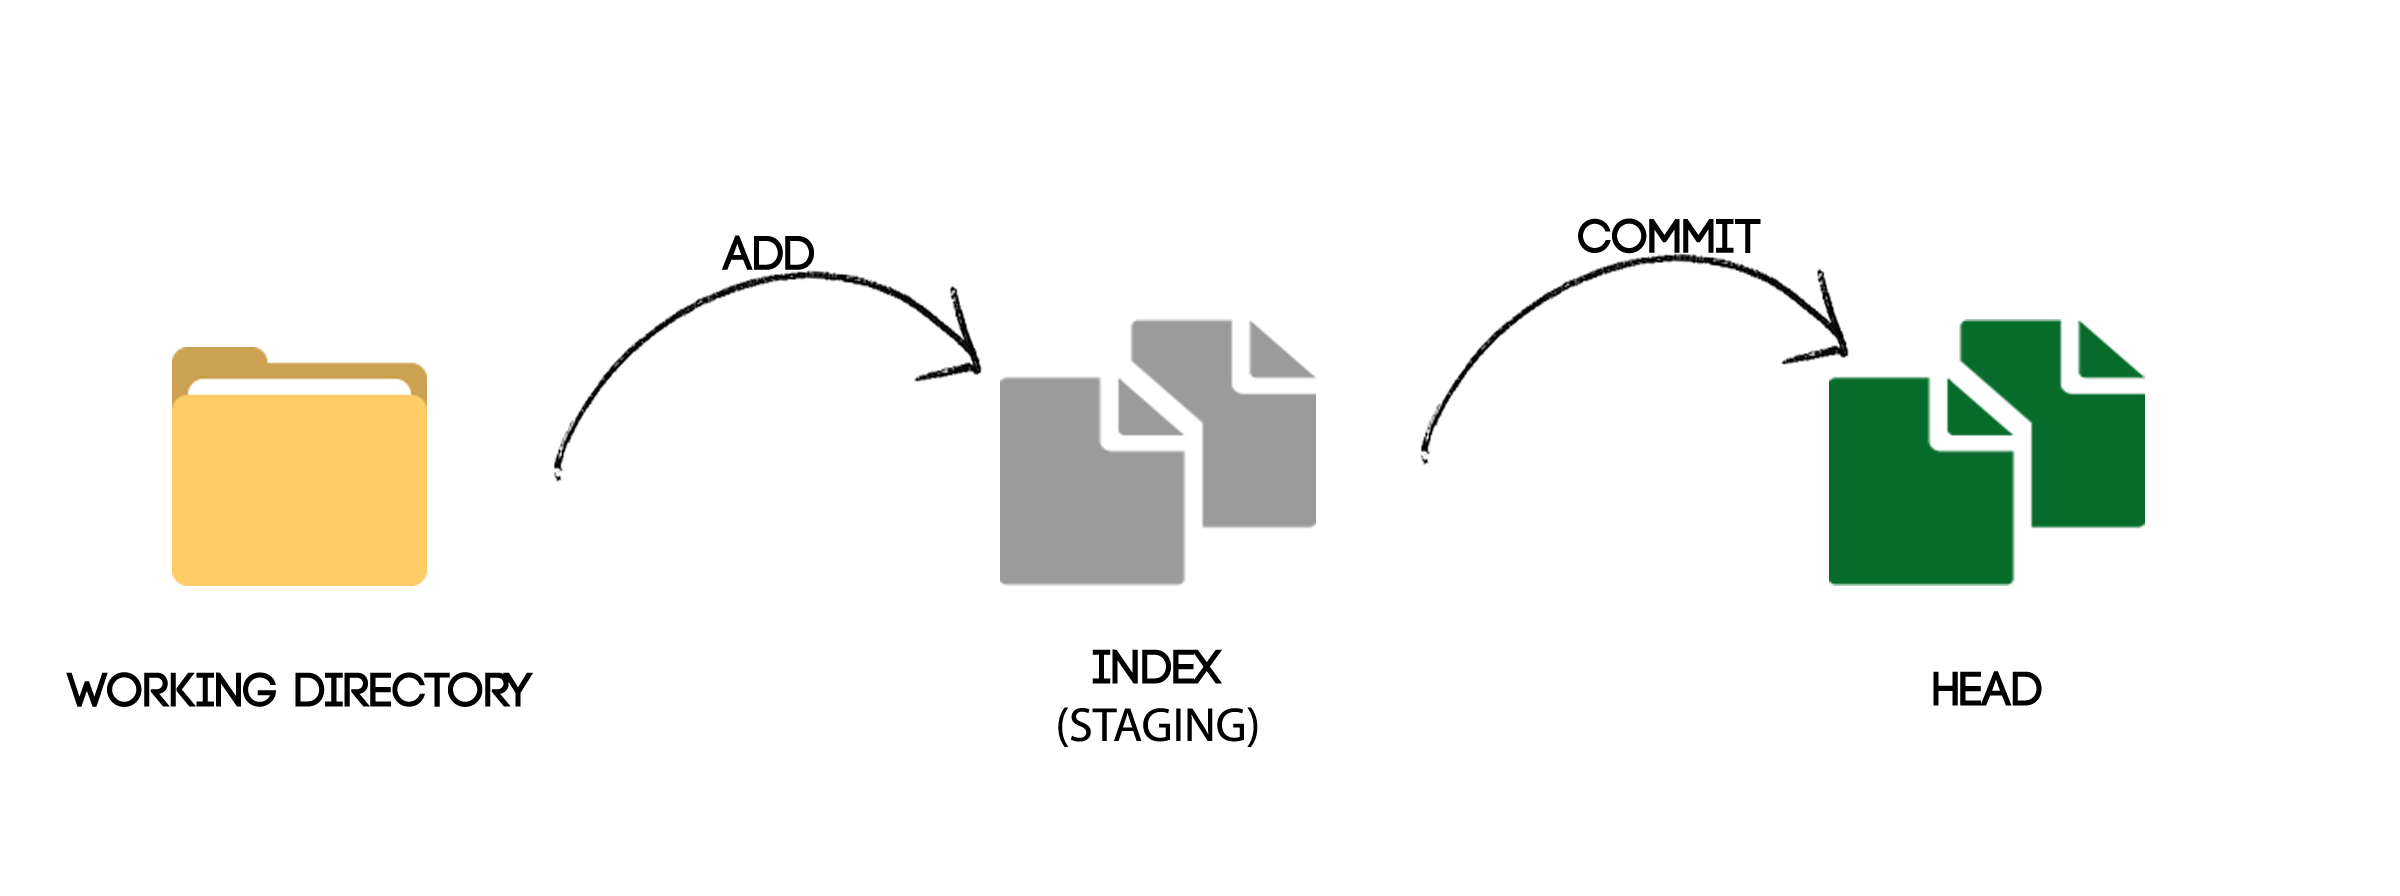 ADD
COMMIT
WORKING DIRECTORY
INDEX
(STAGING)
HEAD